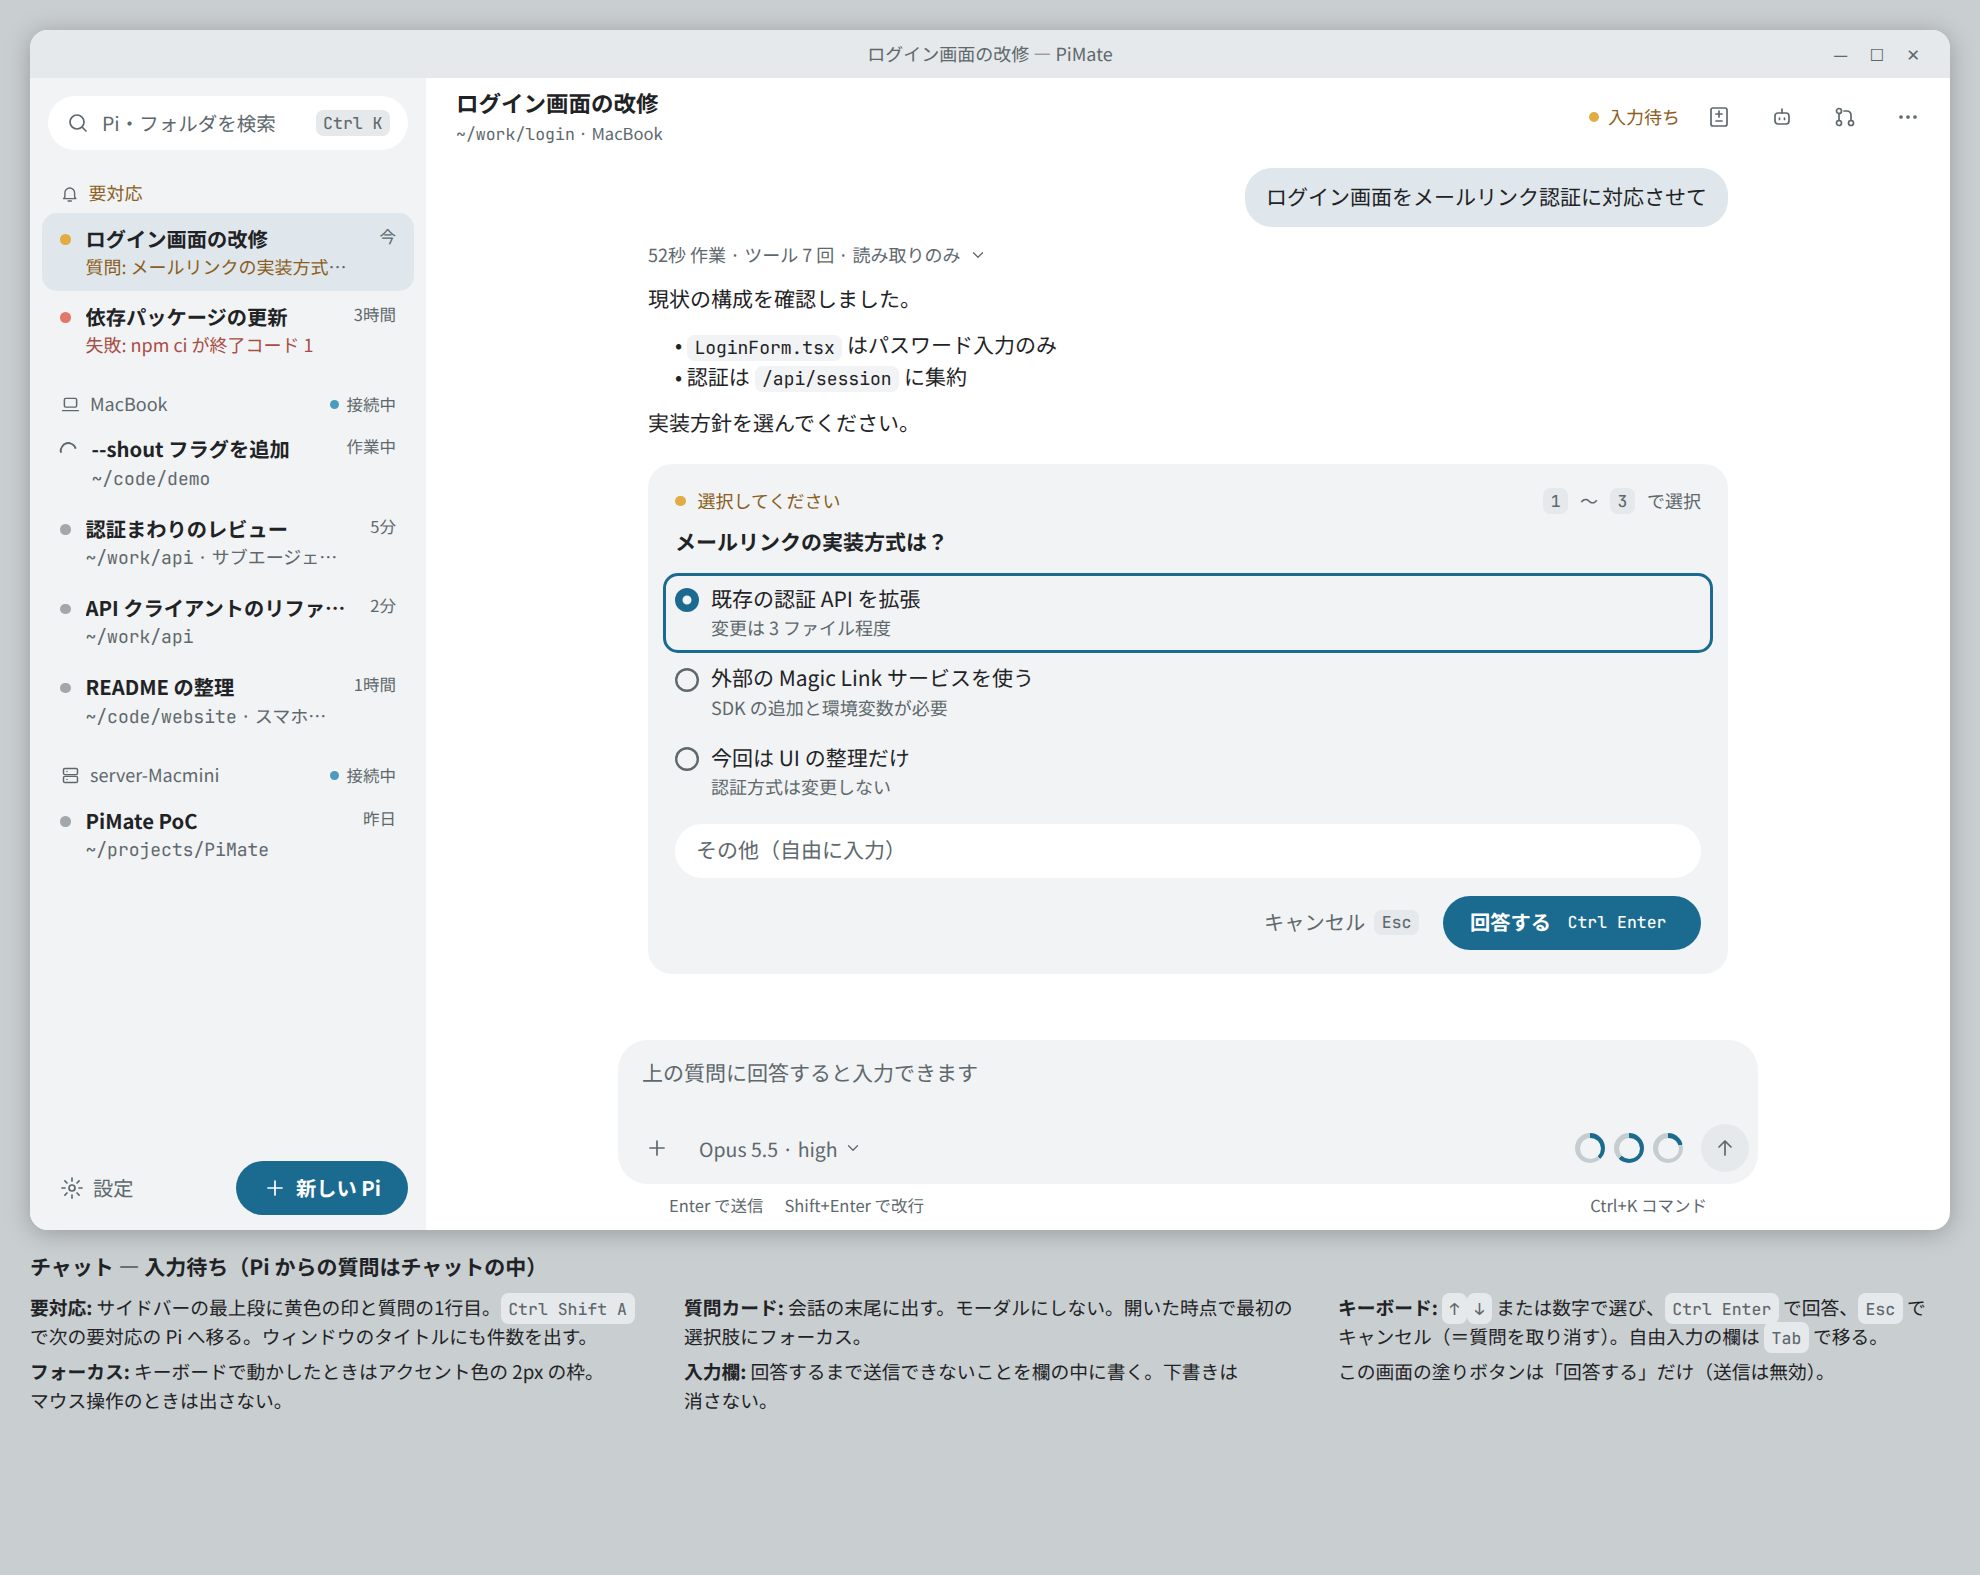 ログイン画面の改修 — PiMate
Pi・フォルダを検索 Ctrl K
要対応
ログイン画面の改修 今
質問: メールリンクの実装方式…
依存パッケージの更新 3時間
失敗: npm ci が終了コード 1
MacBook 接続中
--shout フラグを追加 作業中
~/code/demo
認証まわりのレビュー 5分
~/work/api · サブエージェ…
API クライアントのリファ… 2分
~/work/api
README の整理 1時間
~/code/website · スマホ…
server-Macmini 接続中
PiMate PoC 昨日
~/projects/PiMate
設定 新しい Pi
ログイン画面の改修
~/work/login · MacBook
入力待ち
ログイン画面をメールリンク認証に対応させて
52秒 作業 · ツール 7 回 · 読み取りのみ
現状の構成を確認しました。
• LoginForm.tsx はパスワード入力のみ
• 認証は /api/session に集約
実装方針を選んでください。
選択してください 1 〜 3 で選択
メールリンクの実装方式は？
既存の認証 API を拡張
変更は 3 ファイル程度
外部の Magic Link サービスを使う
SDK の追加と環境変数が必要
今回は UI の整理だけ
認証方式は変更しない
その他（自由に入力）
キャンセル Esc 回答する Ctrl Enter
上の質問に回答すると入力できます
Opus 5.5 · high
Enter で送信 Shift+Enter で改行 Ctrl+K コマンド
チャット — 入力待ち（Pi からの質問はチャットの中）
要対応: サイドバーの最上段に黄色の印と質問の1行目。 Ctrl Shift A
で次の要対応の Pi へ移る。ウィンドウのタイトルにも件数を出す。
フォーカス: キーボードで動かしたときはアクセント色の 2px の枠。
マウス操作のときは出さない。
質問カード: 会話の末尾に出す。モーダルにしない。開いた時点で最初の
選択肢にフォーカス。
入力欄: 回答するまで送信できないことを欄の中に書く。下書きは
消さない。
キーボード: ↑ ↓ または数字で選び、 Ctrl Enter で回答、 Esc で
キャンセル（＝質問を取り消す）。自由入力の欄は Tab で移る。
この画面の塗りボタンは「回答する」だけ（送信は無効）。